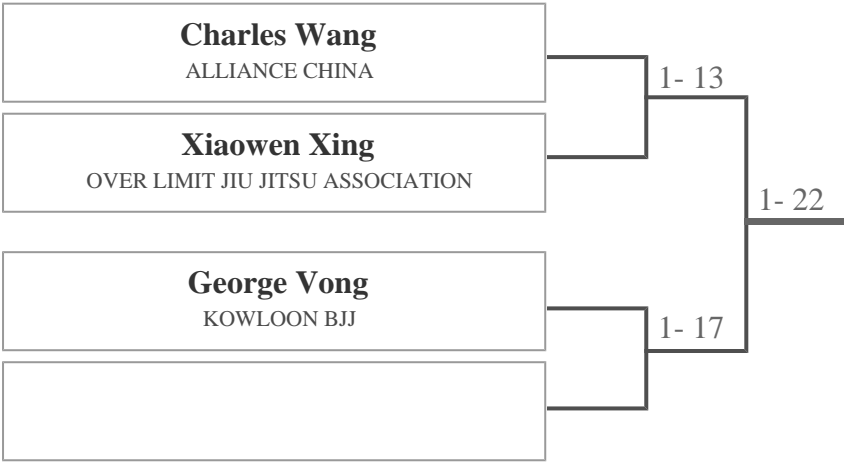 Charles Wang
ALLIANCE CHINA
1- 13
Xiaowen Xing
OVER LIMIT JIU JITSU ASSOCIATION
1- 22
George Vong
KOWLOON BJJ
1- 17